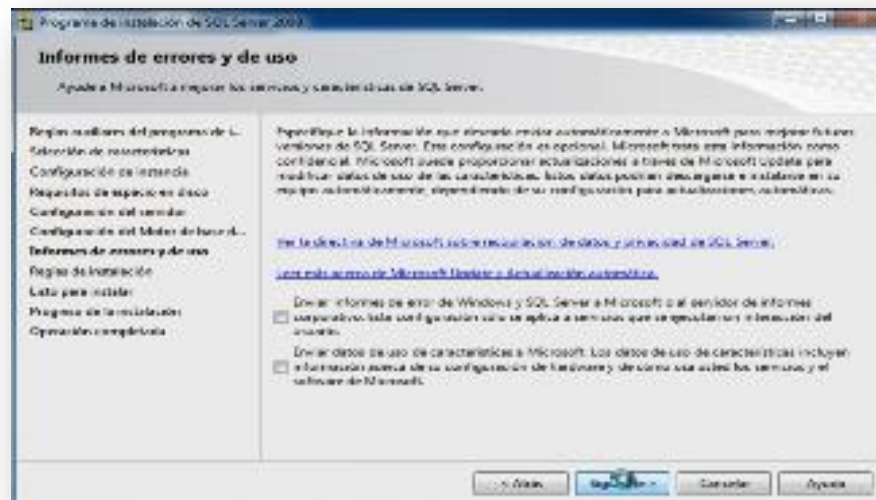 Programa de instalación de SQL Server 2008
Informes de errores y de uso
Ayude a Microsoft a mejorar los servicios y características de SQL Server.
Reglas auxiliares del programa de i...
Selección de características
Configuración de instancia
Requisitos de espacio en disco
Configuración del servidor
Configuración del Motor de base d...
Informes de errores y de uso
Reglas de instalación
Listo para instalar
Progreso de la instalación
Operación completada
Especifique la información que desearía enviar automáticamente a Microsoft para mejorar futuras
versiones de SQL Server. Esta configuración es opcional. Microsoft trata esta información como
confidencial. Microsoft puede proporcionar actualizaciones a través de Microsoft Update para
modificar datos de uso de las características. Estos datos podrían descargarse e instalarse en su
equipo automáticamente, dependiendo de su configuración para actualizaciones automáticas.
Ver la directiva de Microsoft sobre recopilación de datos y privacidad de SQL Server.
Leer más acerca de Microsoft Update y Actualización automática.
Enviar informes de error de Windows y SQL Server a Microsoft o al servidor de informes
corporativo. Esta configuración sólo se aplica a servicios que se ejecutan sin interacción del
usuario.
Enviar datos de uso de características a Microsoft. Los datos de uso de características incluyen
información acerca de su configuración de hardware y de cómo usa usted los servicios y el
software de Microsoft.
< Atrás
Siguiente >
Cancelar
Ayuda